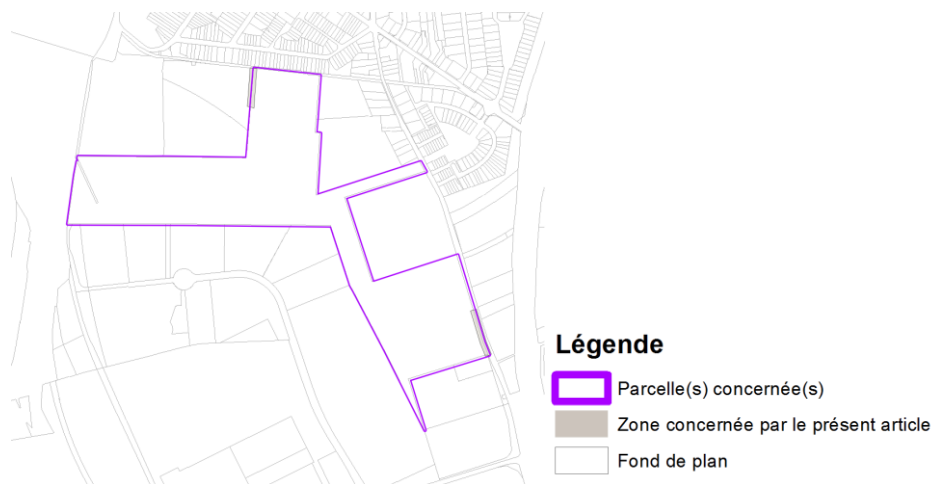 Légende
Parcelle(s) concernée(s)
Zone concernée par le présent article
Fond de plan